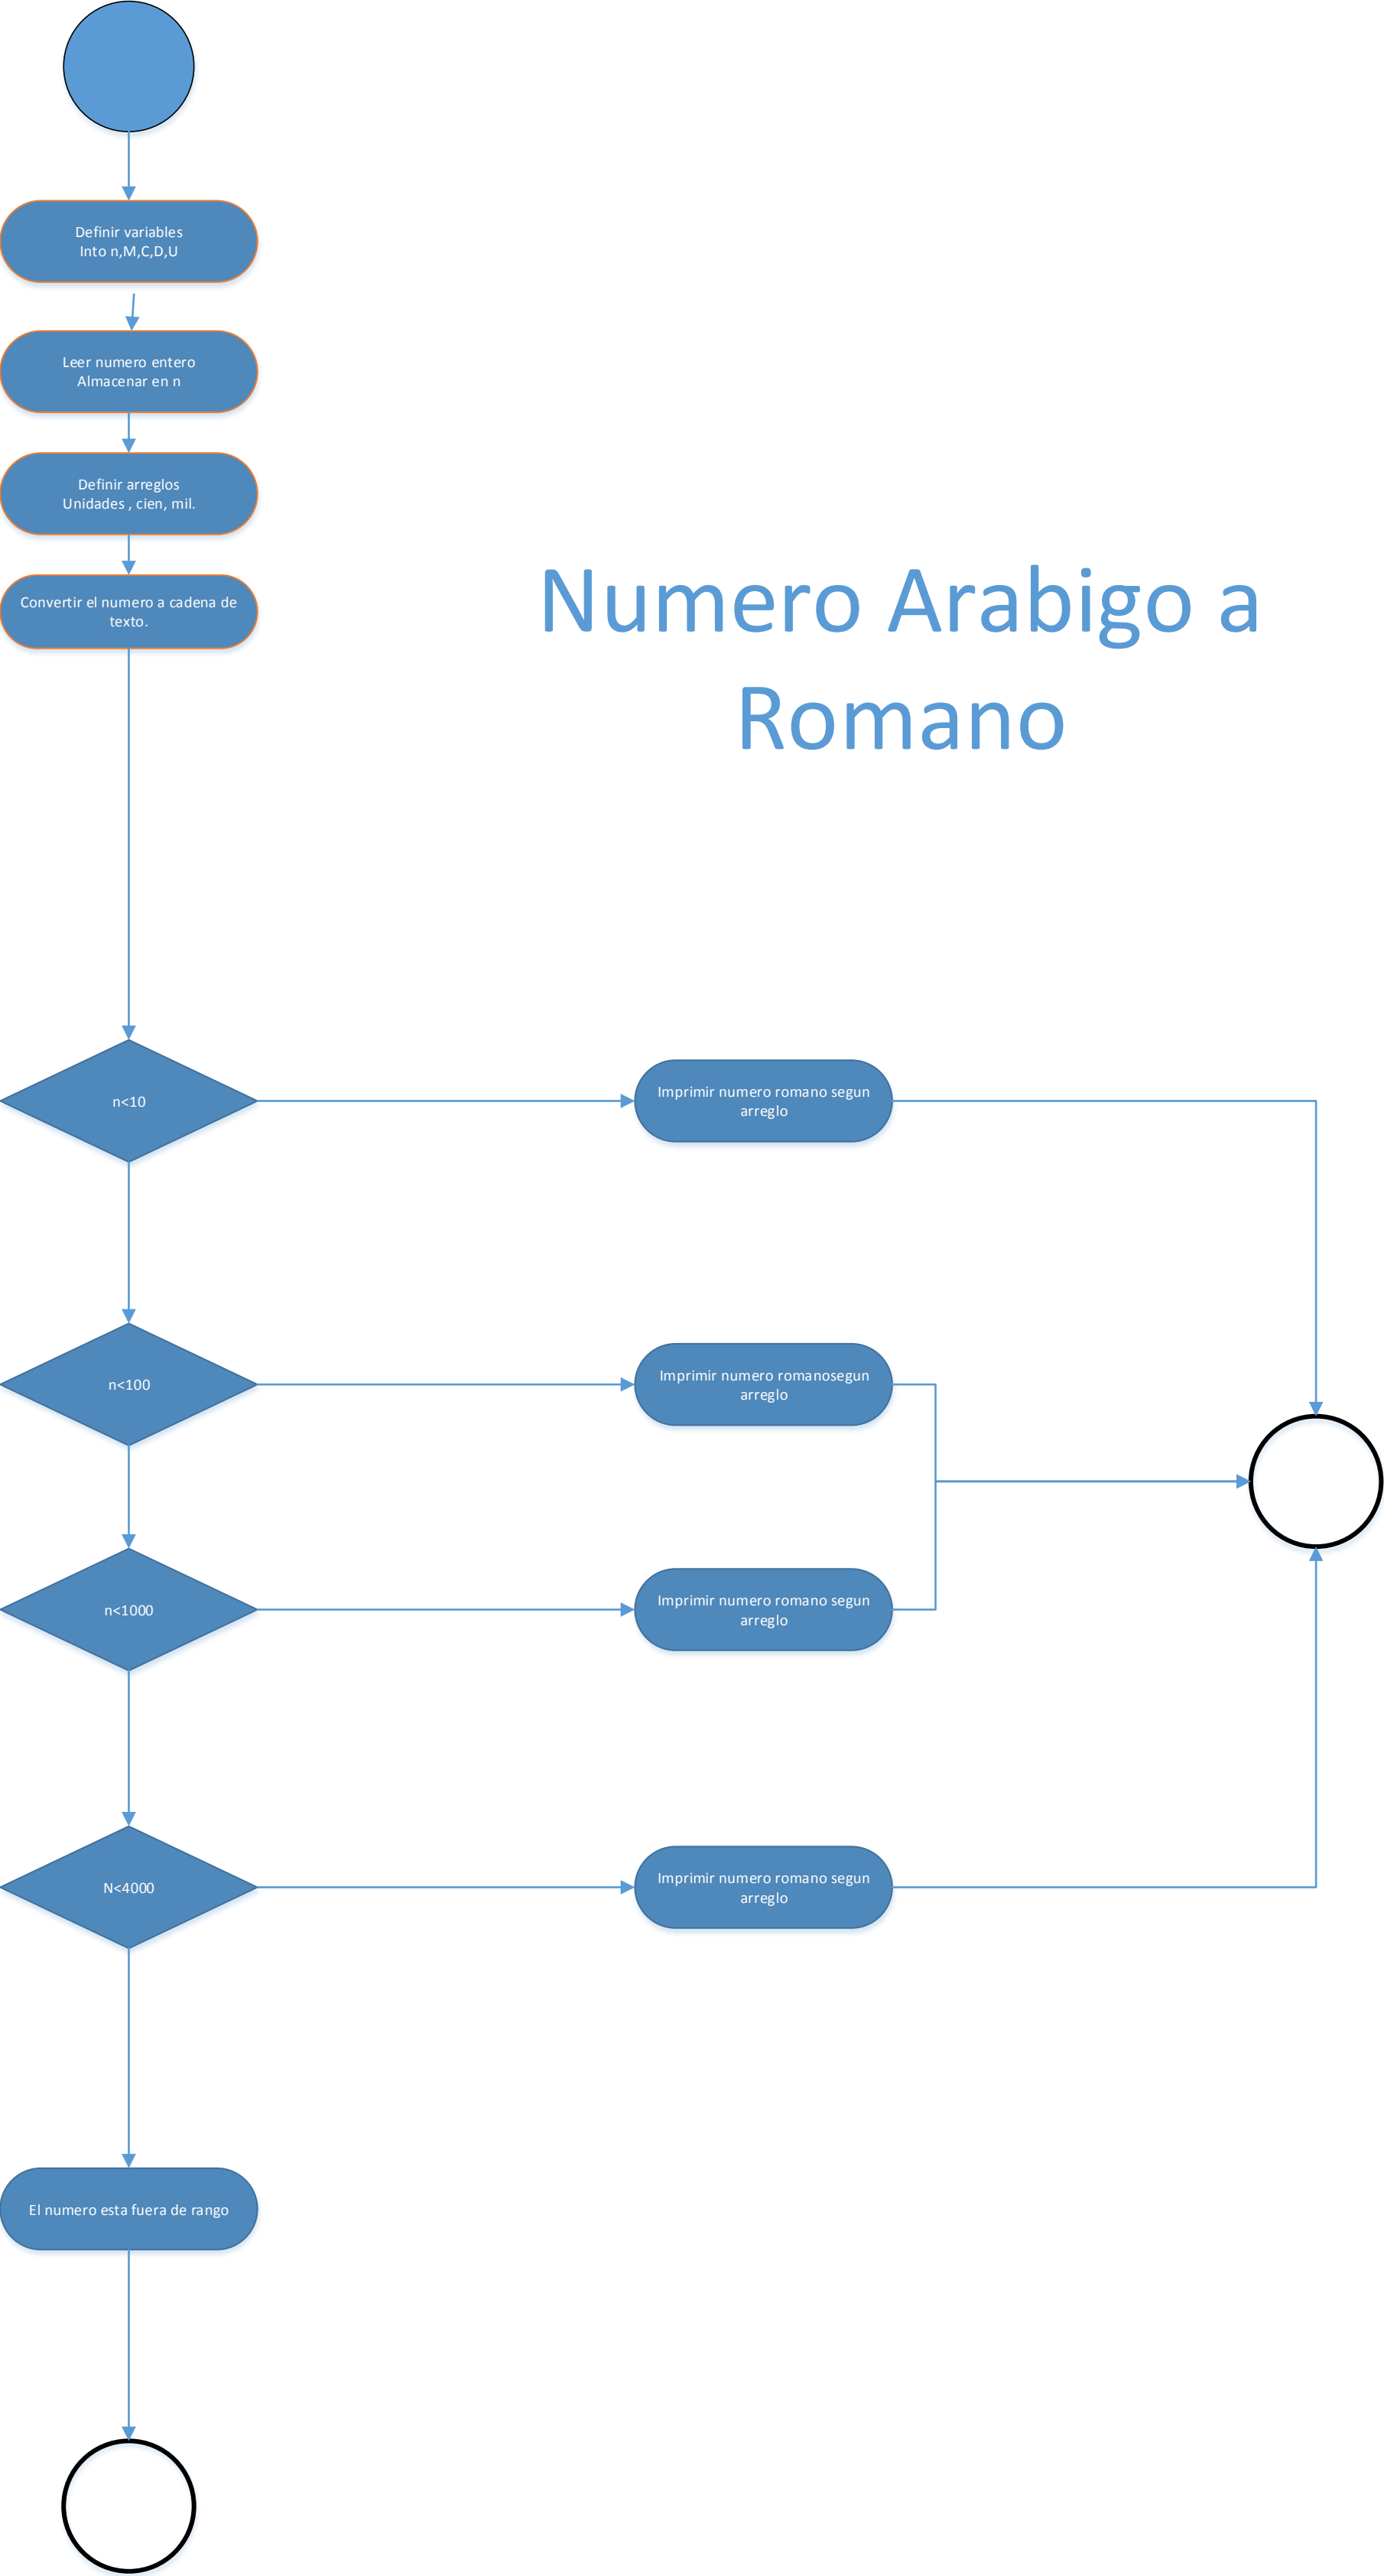 Definir variables
Into n,M,C,D,U
Leer numero entero
Almacenar en n
Definir arreglos
Unidades , cien, mil.
Convertir el numero a cadena de
texto.
Numero Arabigo a
Romano
n<10
Imprimir numero romano segun
arreglo
n<100
Imprimir numero romanosegun
arreglo
n<1000
Imprimir numero romano segun
arreglo
N<4000
Imprimir numero romano segun
arreglo
El numero esta fuera de rango